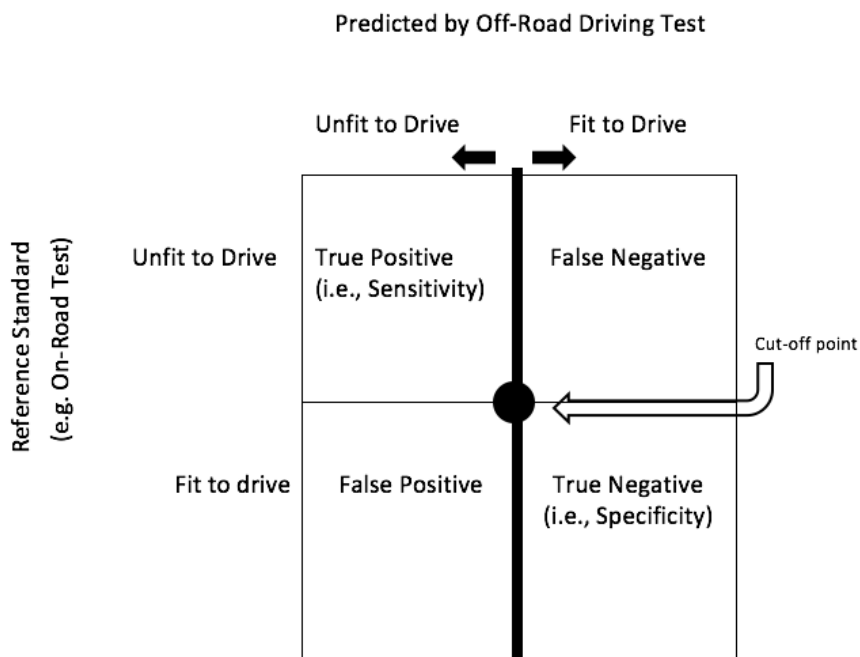 Predicted by Off-Road Driving Test
Unfit to Drive
Fit to Drive
Reference Standard
(e.g. On-Road Test)
Unfit to Drive
True Positive
(i.e., Sensitivity)
False Negative
Cut-off point
Fit to drive
False Positive
True Negative
(i.e., Specificity)